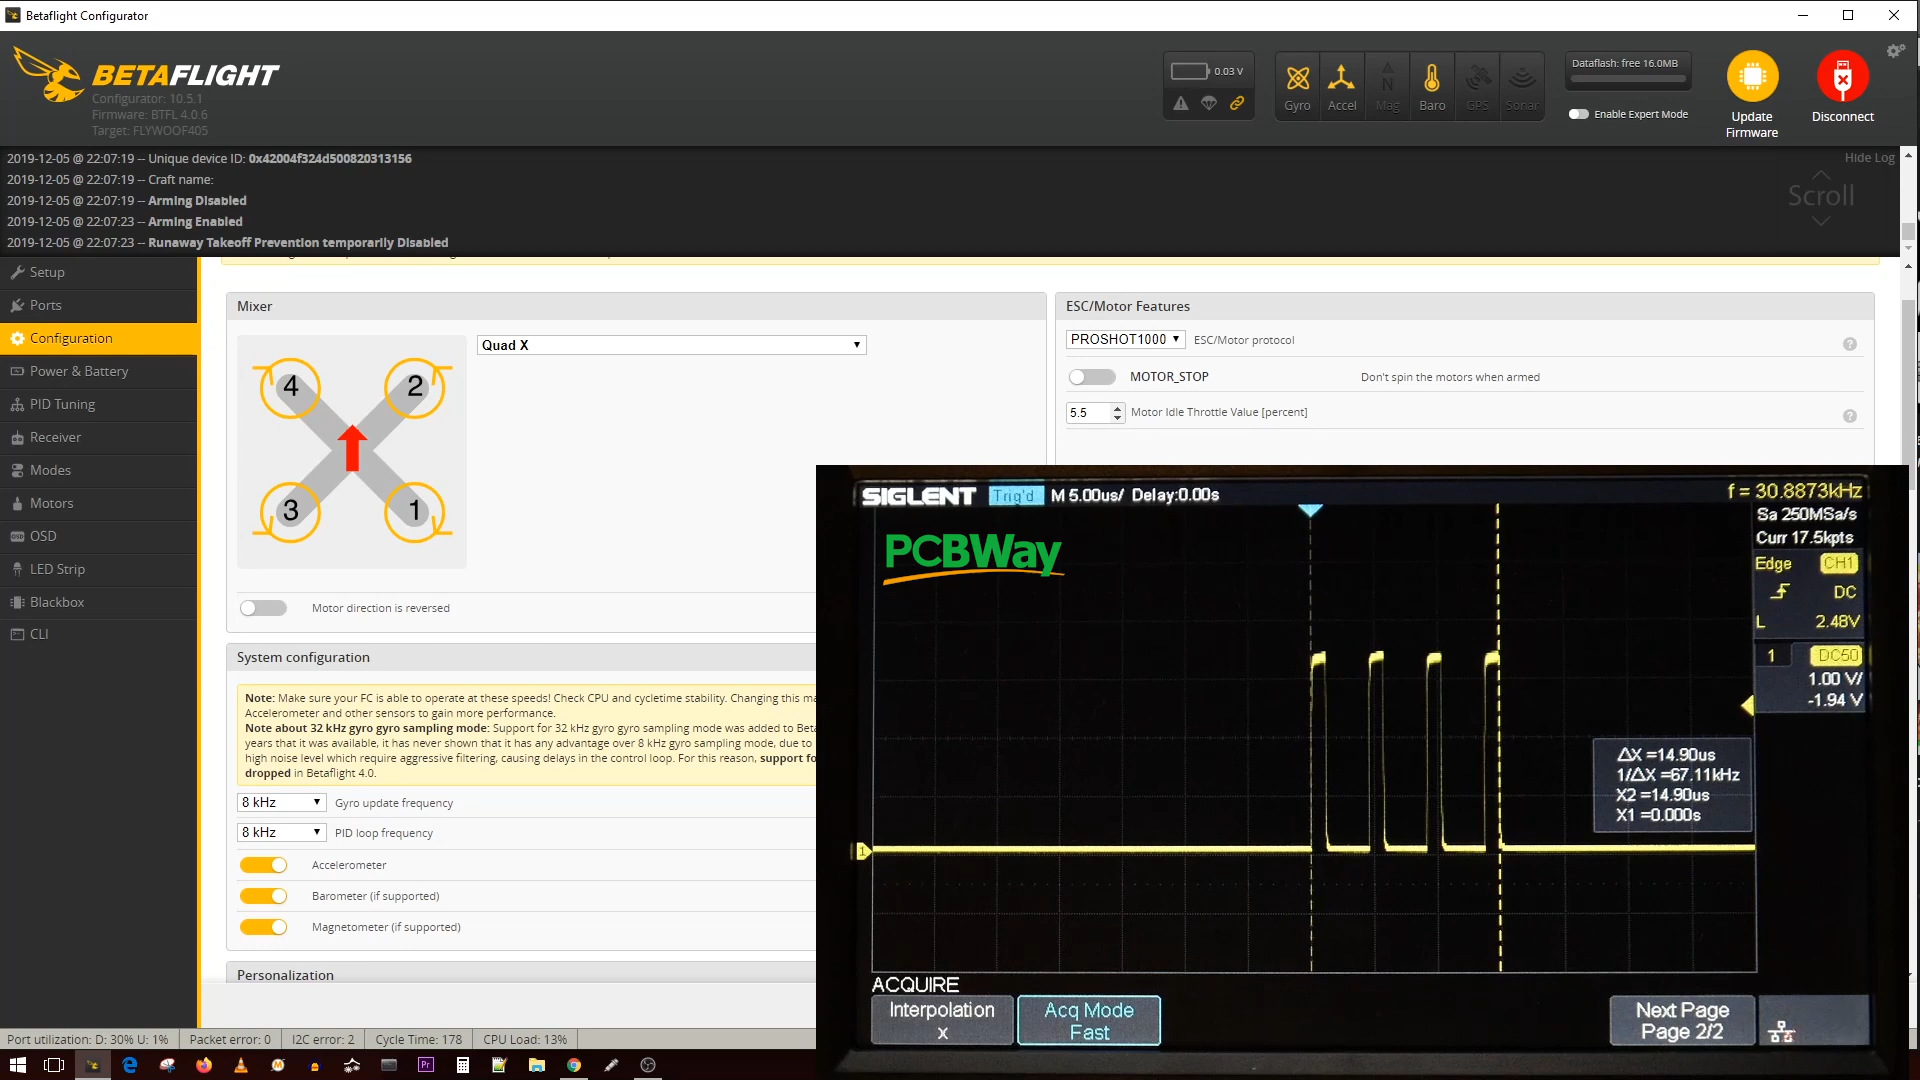 Betaflight Configurator
BETAFLIGHT
Configurator: 10.5.1
Firmware: BTFL 4.0.6
Target: FLYWOOF405
0.03 V
Gyro
Accel
Mag
Baro
GPS
Sonar
Dataflash: free 16.0MB
Enable Expert Mode
Update
Firmware
Disconnect
2019-12-05 @ 22:07:19 -- Unique device ID: 0x42004f324d500820313156
2019-12-05 @ 22:07:19 -- Craft name:
2019-12-05 @ 22:07:19 -- Arming Disabled
2019-12-05 @ 22:07:23 -- Arming Enabled
2019-12-05 @ 22:07:23 -- Runaway Takeoff Prevention temporarily Disabled
Hide Log
Scroll
Setup
Ports
Configuration
Power & Battery
PID Tuning
Receiver
Modes
Motors
OSD
LED Strip
Blackbox
CLI
Mixer
Quad X
4
2
3
1
Motor direction is reversed
ESC/Motor Features
PROSHOT1000
ESC/Motor protocol
MOTOR_STOP
Don't spin the motors when armed
5.5
Motor Idle Throttle Value [percent]
System configuration
Note: Make sure your FC is able to operate at these speeds! Check CPU and cycletime stability. Changing this ma
Accelerometer and other sensors to gain more performance.
Note about 32 kHz gyro gyro sampling mode: Support for 32 kHz gyro gyro sampling mode was added to Beta
years that it was available, it has never shown that it has any advantage over 8 kHz gyro sampling mode, due to
high noise level which require aggressive filtering, causing delays in the control loop. For this reason, support fo
dropped in Betaflight 4.0.
8 kHz
Gyro update frequency
8 kHz
PID loop frequency
Accelerometer
Barometer (if supported)
Magnetometer (if supported)
Personalization
SIGLENT
Trig'd
M 5.00us/ Delay:0.00s
f = 30.8873kHz
Sa 250MSa/s
Curr 17.5kpts
Edge CH1
DC
L 2.48V
1 DC50
1.00 V/
-1.94 V
PCBWay
1
ΔX =14.90us
1/ΔX =67.11kHz
X2 =14.90us
X1 =0.000s
ACQUIRE
Interpolation
x
Acq Mode
Fast
Next Page
Page 2/2
Port utilization: D: 30% U: 1%
Packet error: 0
I2C error: 2
Cycle Time: 178
CPU Load: 13%
Pr